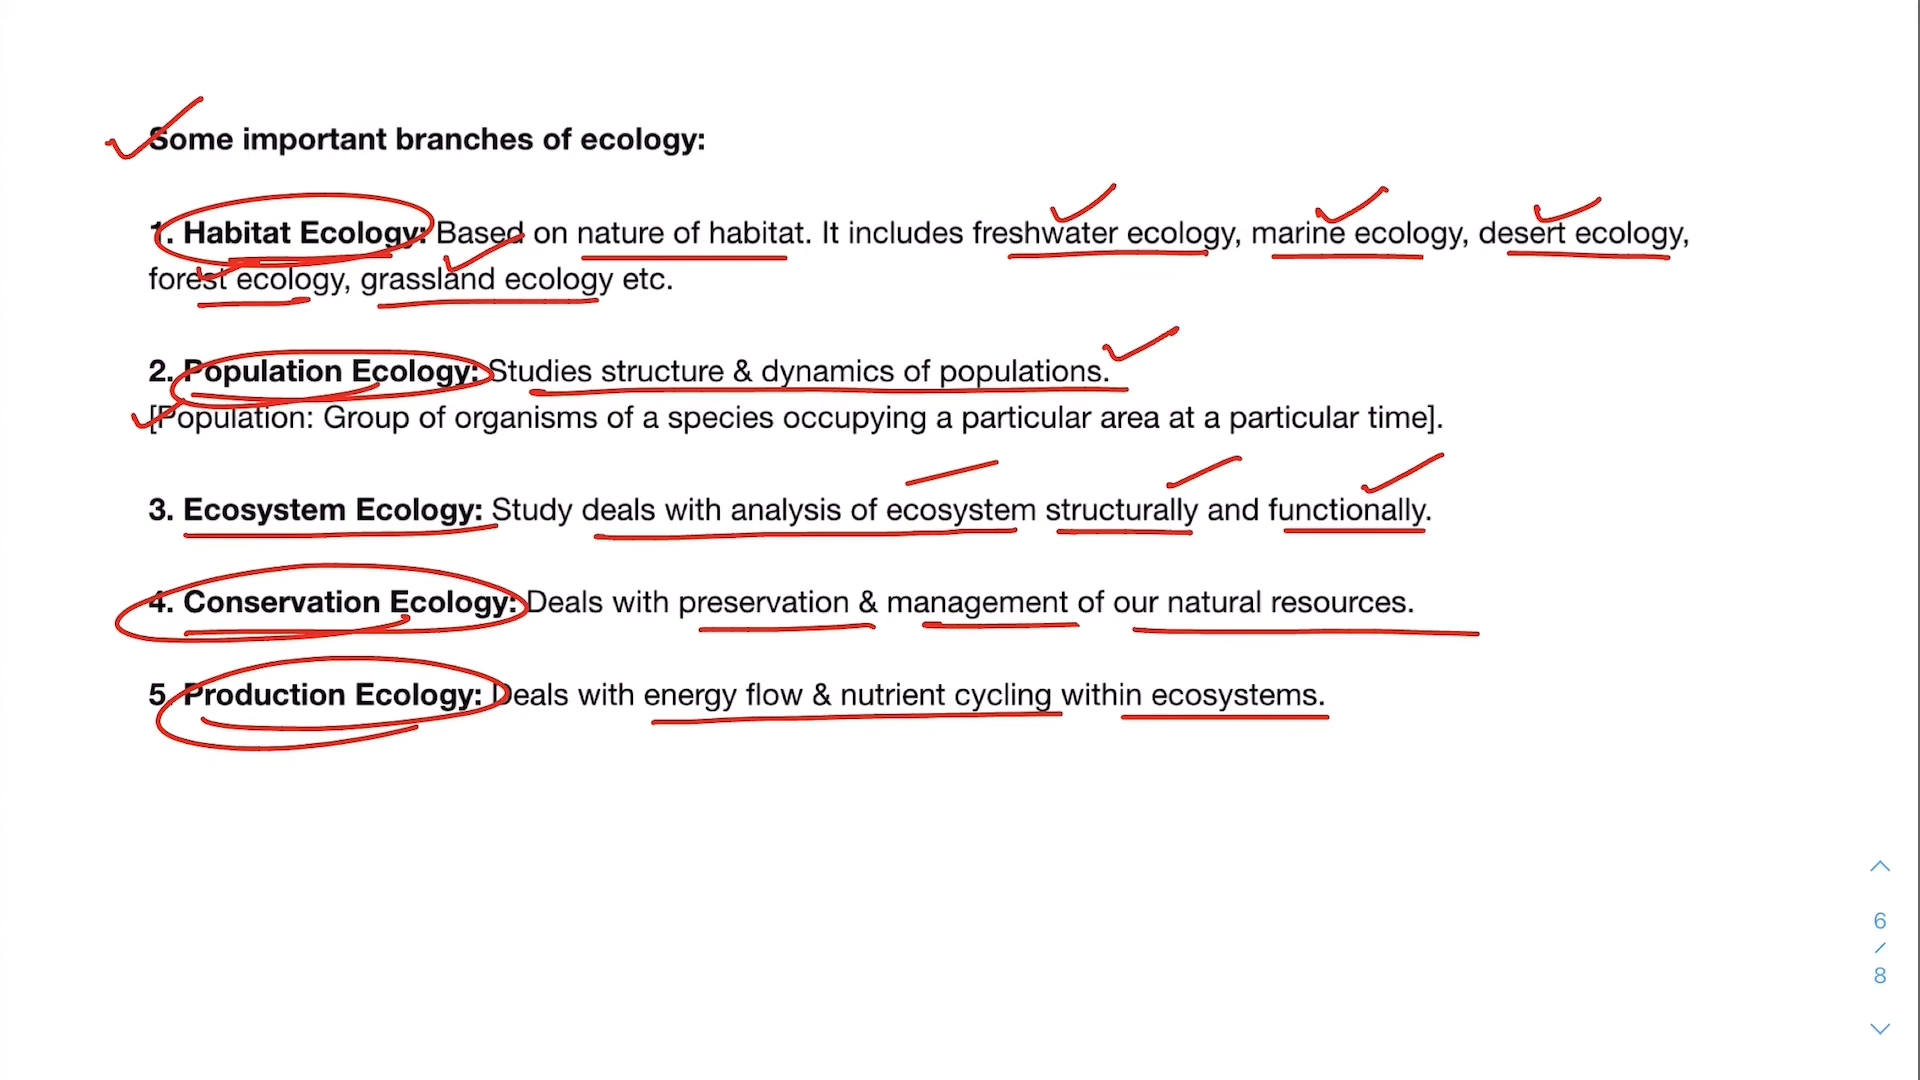 Some important branches of ecology:
1. Habitat Ecology: Based on nature of habitat. It includes freshwater ecology, marine ecology, desert ecology,
forest ecology, grassland ecology etc.
2. Population Ecology: Studies structure & dynamics of populations.
[Population: Group of organisms of a species occupying a particular area at a particular time].
3. Ecosystem Ecology: Study deals with analysis of ecosystem structurally and functionally.
4. Conservation Ecology: Deals with preservation & management of our natural resources.
5. Production Ecology: Deals with energy flow & nutrient cycling within ecosystems.
6
/
8